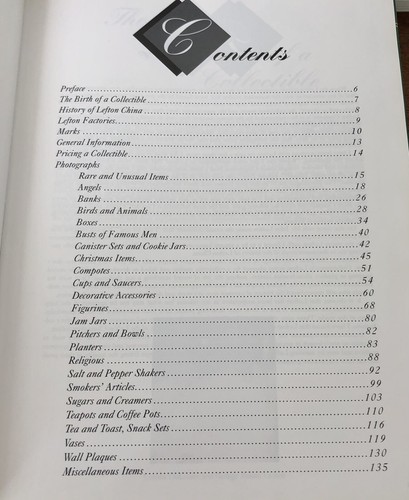 Contents
Preface......6
The Birth of a Collectible......7
History of Lefton China......8
Lefton Factories......9
Marks......10
General Information......13
Pricing a Collectible......14
Photographs
Rare and Unusual Items......15
Angels......18
Banks......26
Birds and Animals......28
Boxes......34
Busts of Famous Men......40
Canister Sets and Cookie Jars......42
Christmas Items......45
Compotes......51
Cups and Saucers......54
Decorative Accessories......60
Figurines......68
Jam Jars......80
Pitchers and Bowls......82
Planters......83
Religious......88
Salt and Pepper Shakers......92
Smokers' Articles......99
Sugars and Creamers......103
Teapots and Coffee Pots......110
Tea and Toast, Snack Sets......116
Vases......119
Wall Plaques......130
Miscellaneous Items......135